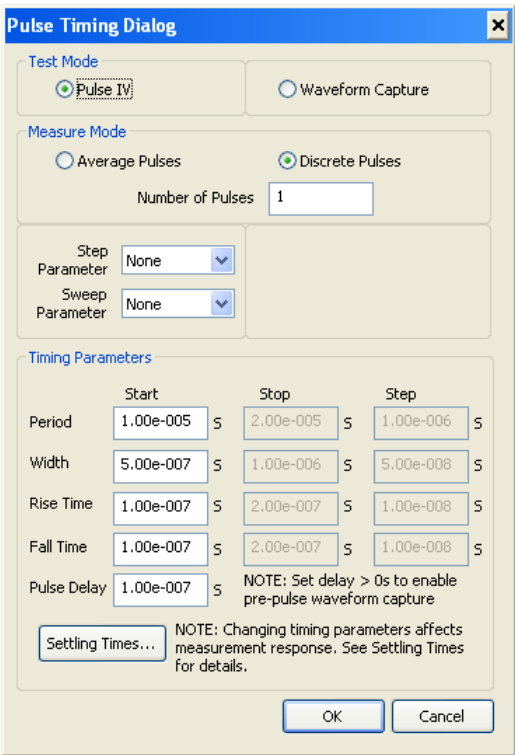 Pulse Timing Dialog
Test Mode
Pulse IV
Waveform Capture
Measure Mode
Average Pulses
Discrete Pulses
Number of Pulses 1
Step
Parameter
None
Sweep
Parameter
None
Timing Parameters
Start Stop Step
Period 1.00e-005 S 2.00e-005 S 1.00e-006 S
Width 5.00e-007 S 1.00e-006 S 5.00e-008 S
Rise Time 1.00e-007 S 2.00e-007 S 1.00e-008 S
Fall Time 1.00e-007 S 2.00e-007 S 1.00e-008 S
Pulse Delay 1.00e-007 S
NOTE: Set delay > 0s to enable
pre-pulse waveform capture
Settling Times...
NOTE: Changing timing parameters affects
measurement response. See Settling Times
for details.
OK
Cancel